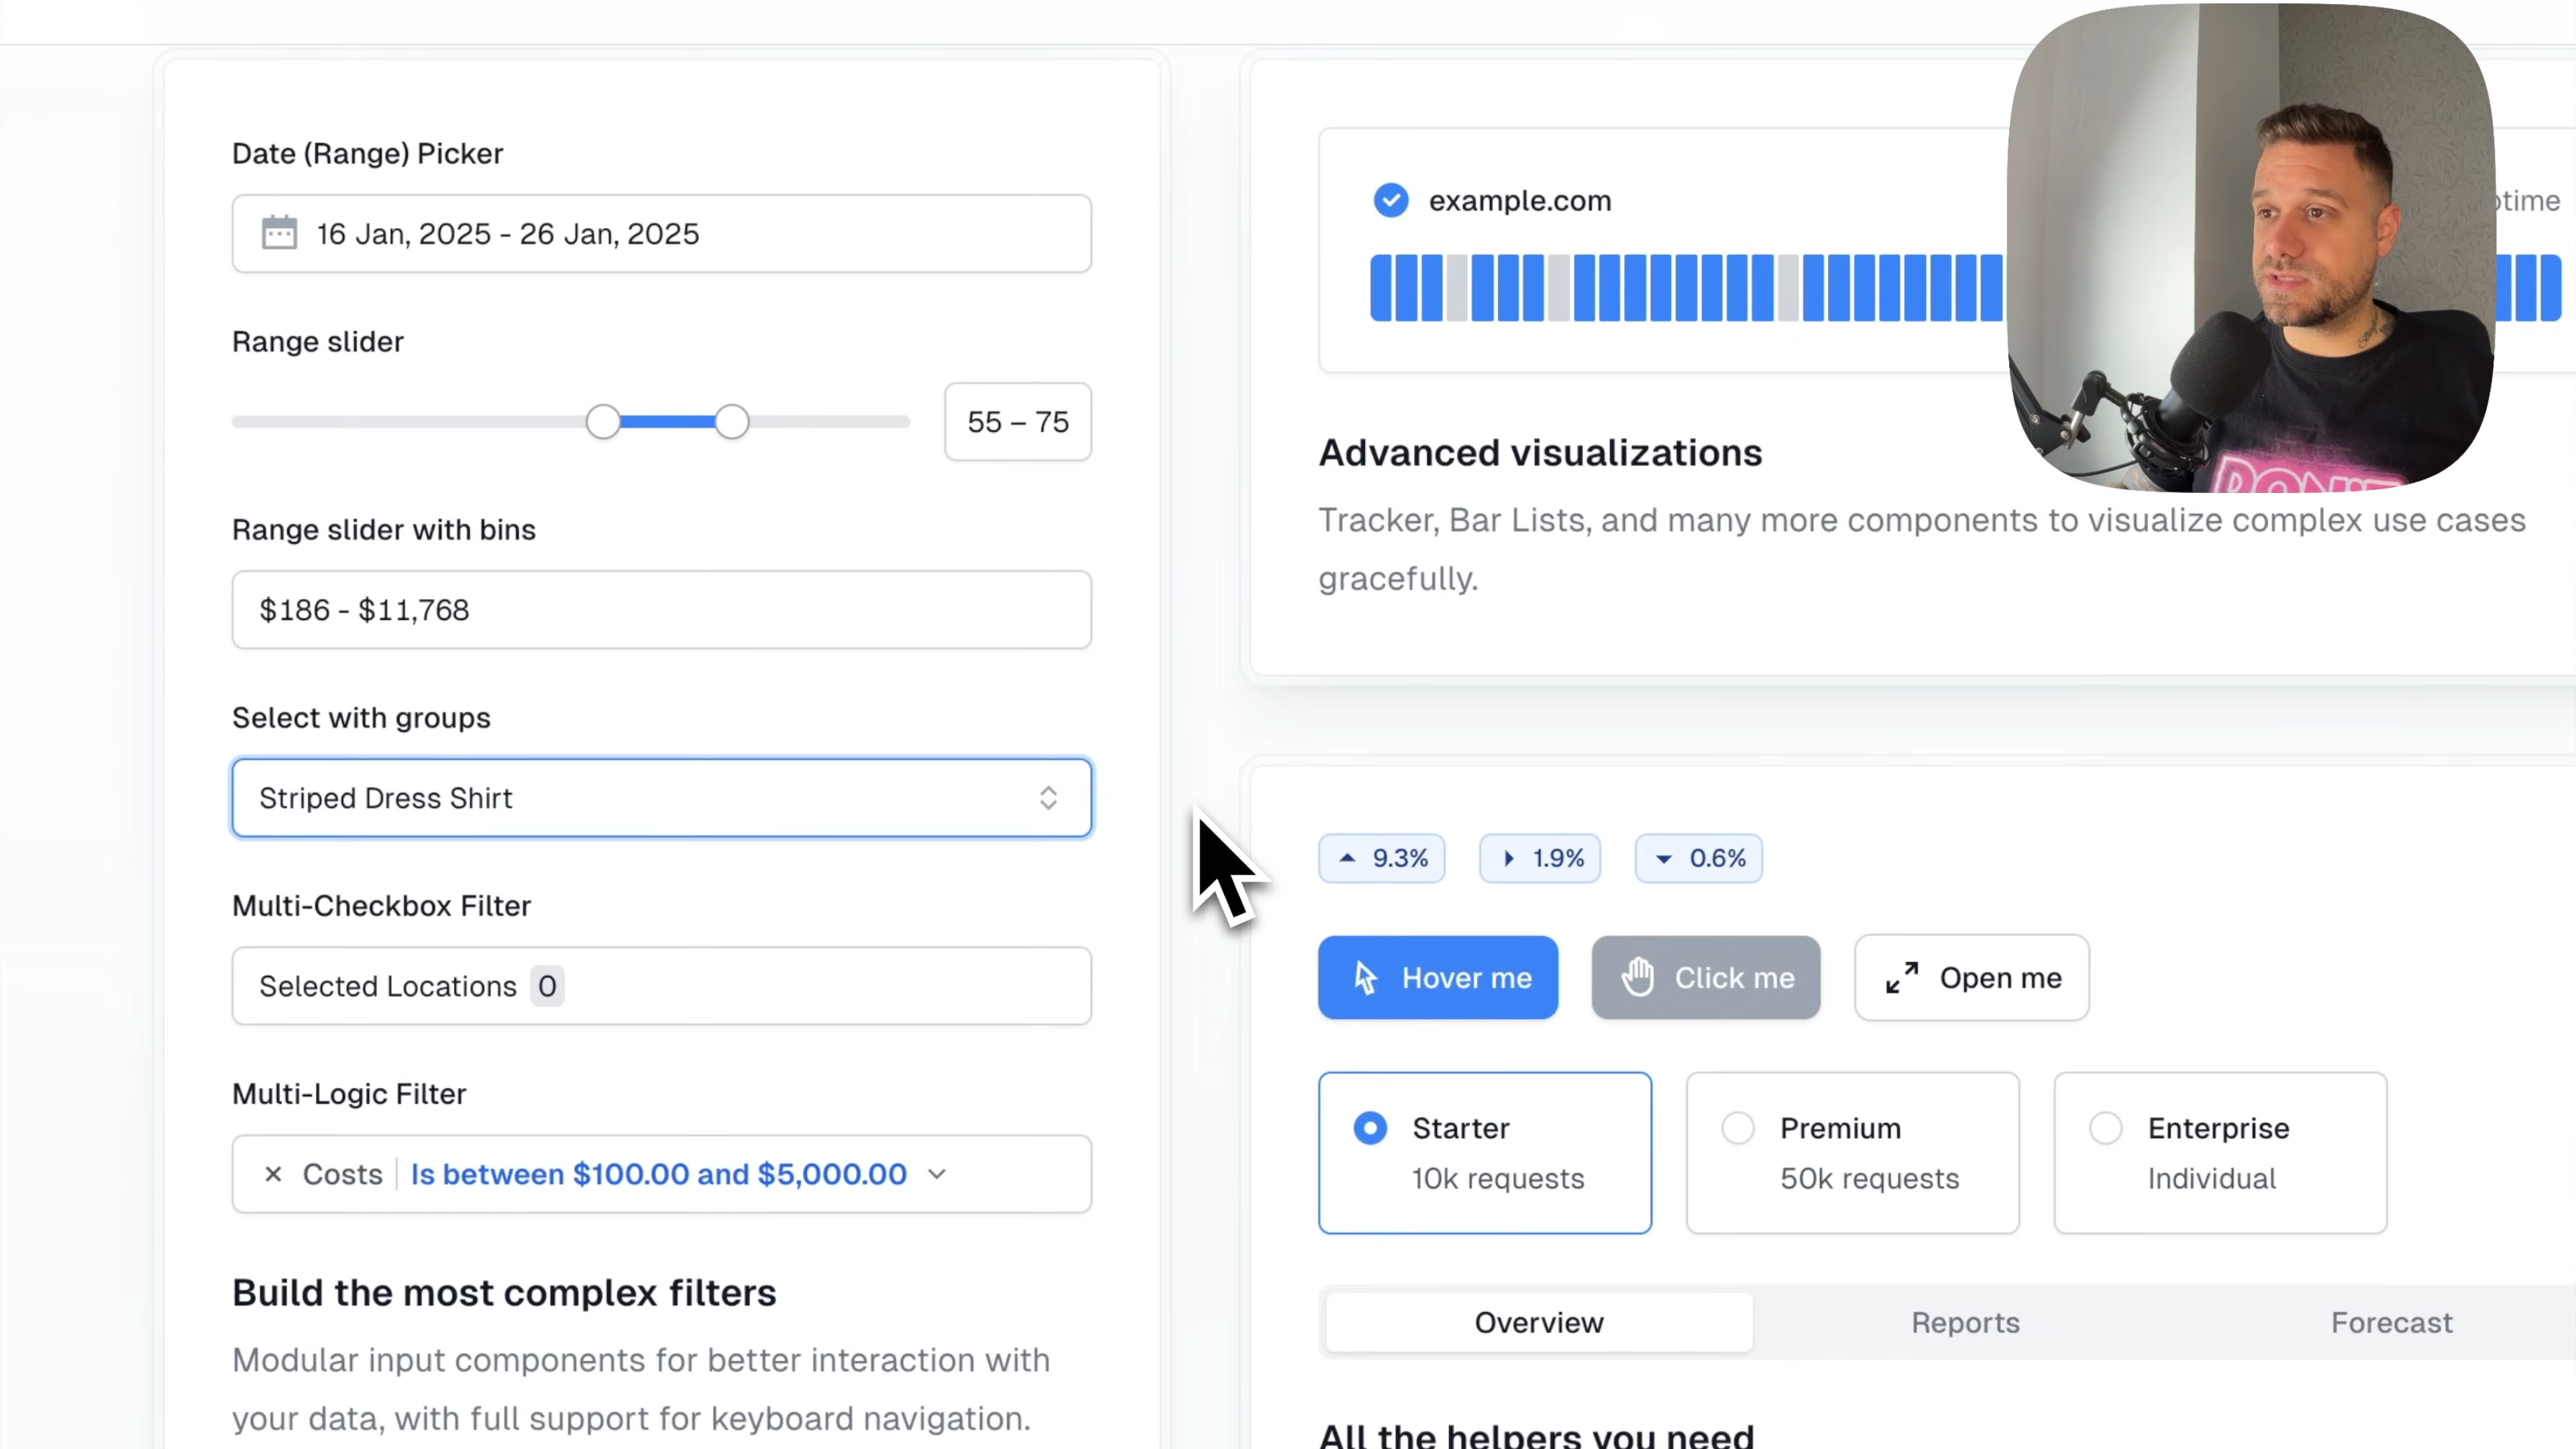 Date (Range) Picker
16 Jan, 2025 - 26 Jan, 2025
Range slider
55 – 75
Range slider with bins
$186 - $11,768
Select with groups
Striped Dress Shirt
Multi-Checkbox Filter
Selected Locations 0
Multi-Logic Filter
Costs Is between $100.00 and $5,000.00
Build the most complex filters
Modular input components for better interaction with
your data, with full support for keyboard navigation.
example.com
Advanced visualizations
Tracker, Bar Lists, and many more components to visualize complex use cases
gracefully.
9.3% 1.9% 0.6%
Hover me Click me Open me
Starter Premium Enterprise
10k requests 50k requests Individual
Overview Reports Forecast
All the helpers you need